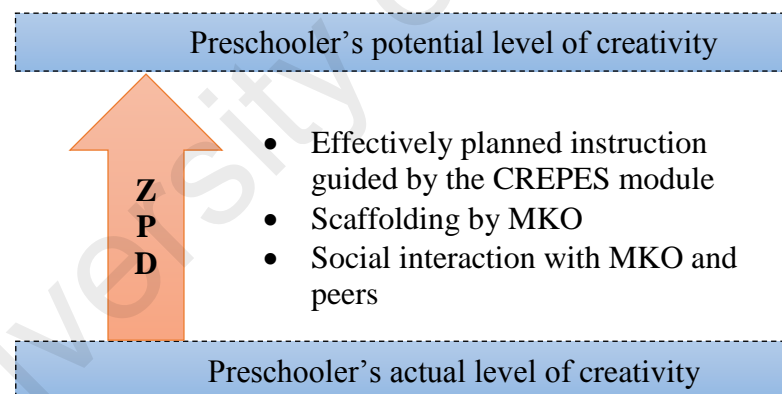 Preschooler's potential level of creativity
Z
P
D
• Effectively planned instruction
guided by the CREPES module
• Scaffolding by MKO
• Social interaction with MKO and
peers
Preschooler's actual level of creativity